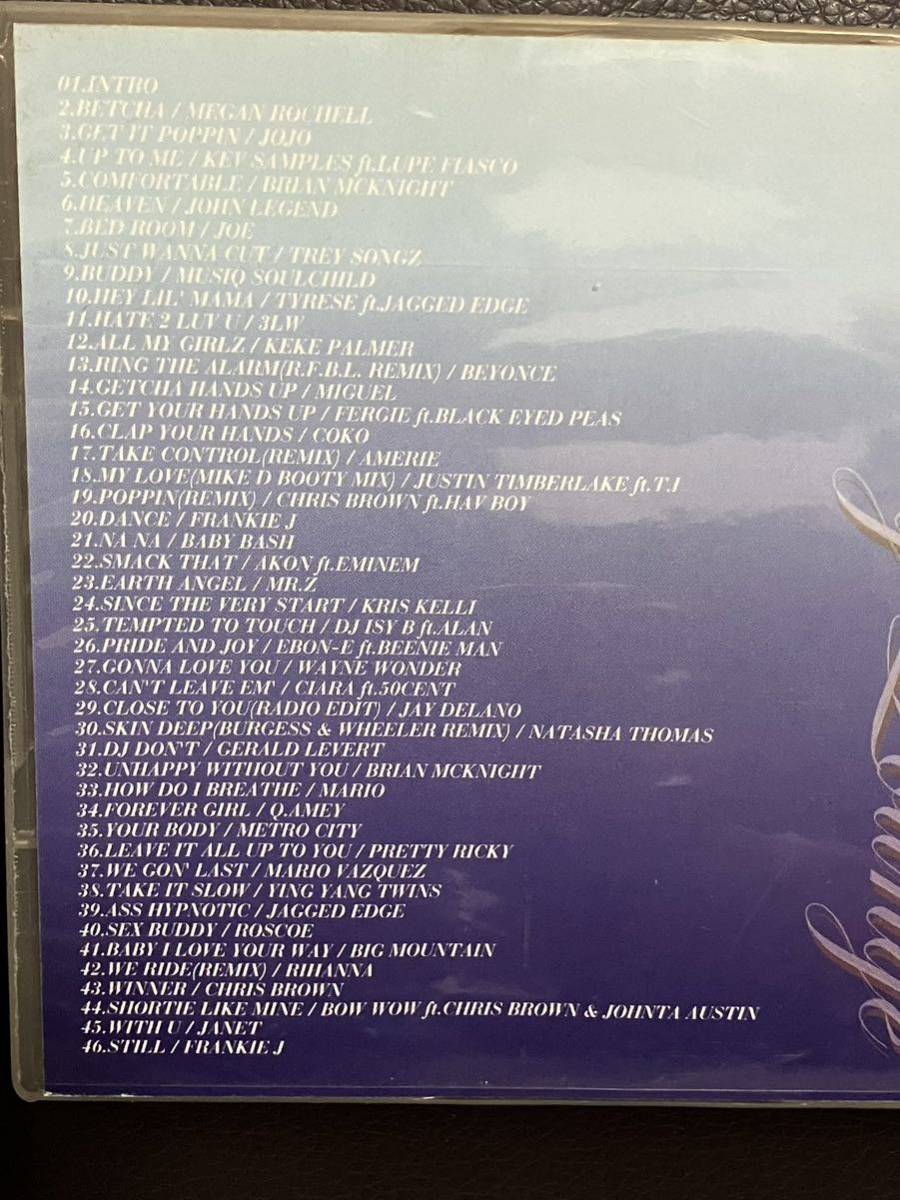 01.INTRO
2.BETCHA / MEGAN ROCHELL
3.GET IT POPPIN / JOJO
4.UP TO ME / KEV SAMPLES ft.LUPE FIASCO
5.COMFORTABLE / BRIAN MCKNIGHT
6.HEAVEN / JOHN LEGEND
7.BED ROOM / JOE
8.JUST WANNA CUT / TREY SONGZ
9.BUDDY / MUSIQ SOULCHILD
10.HEY LIL' MAMA / TYRESE ft.JAGGED EDGE
11.HATE 2 LUV U / 3LW
12.ALL MY GIRLZ / KEKE PALMER
13.RING THE ALARM(R.F.B.L. REMIX) / BEYONCE
14.GETCHA HANDS UP / MIGUEL
15.GET YOUR HANDS UP / FERGIE ft.BLACK EYED PEAS
16.CLAP YOUR HANDS / COKO
17.TAKE CONTROL(REMIX) / AMERIE
18.MY LOVE(MIKE D BOOTY MIX) / JUSTIN TIMBERLAKE ft.T.I
19.POPPIN(REMIX) / CHRIS BROWN ft.HAV BOY
20.DANCE / FRANKIE J
21.NA NA / BABY BASH
22.SMACK THAT / AKON ft.EMINEM
23.EARTH ANGEL / MR.Z
24.SINCE THE VERY START / KRIS KELLI
25.TEMPTED TO TOUCH / DJ ISY B ft.ALAN
26.PRIDE AND JOY / EBON-E ft.BEENIE MAN
27.GONNA LOVE YOU / WAYNE WONDER
28.CAN'T LEAVE EM' / CIARA ft.50CENT
29.CLOSE TO YOU(RADIO EDIT) / JAY DELANO
30.SKIN DEEP(BURGESS & WHEELER REMIX) / NATASHA THOMAS
31.DJ DON'T / GERALD LEVERT
32.UNHAPPY WITHOUT YOU / BRIAN MCKNIGHT
33.HOW DO I BREATHE / MARIO
34.FOREVER GIRL / Q.AMEY
35.YOUR BODY / METRO CITY
36.LEAVE IT ALL UP TO YOU / PRETTY RICKY
37.WE GON' LAST / MARIO VAZQUEZ
38.TAKE IT SLOW / YING YANG TWINS
39.ASS HYPNOTIC / JAGGED EDGE
40.SEX BUDDY / ROSCOE
41.BABY I LOVE YOUR WAY / BIG MOUNTAIN
42.WE RIDE(REMIX) / RIHANNA
43.WINNER / CHRIS BROWN
44.SHORTIE LIKE MINE / BOW WOW ft.CHRIS BROWN & JOHNTA AUSTIN
45.WITH U / JANET
46.STILL / FRANKIE J